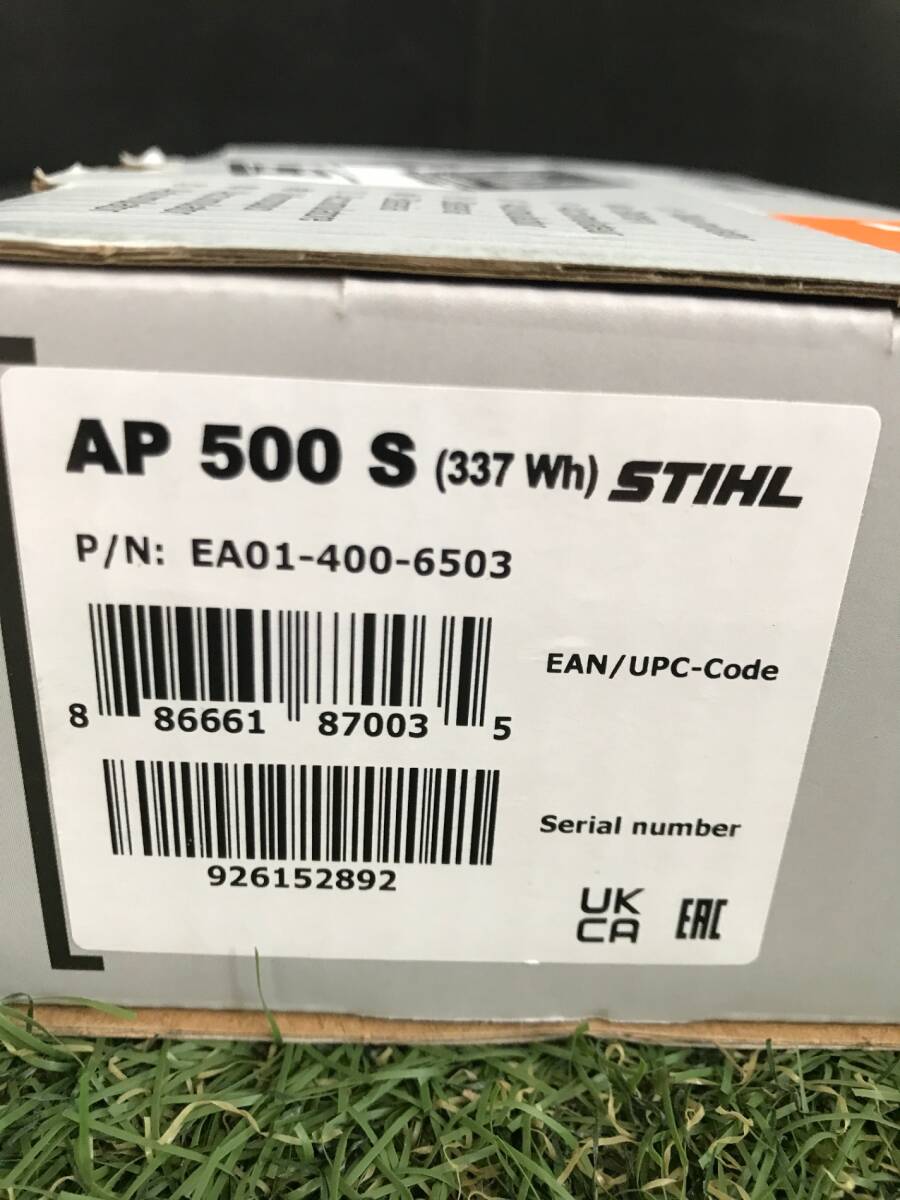 AP 500 S (337 Wh) STIHL
P/N: EA01-400-6503
EAN/UPC-Code
8 86661 87003 5
Serial number
926152892
UK
CA
EAC